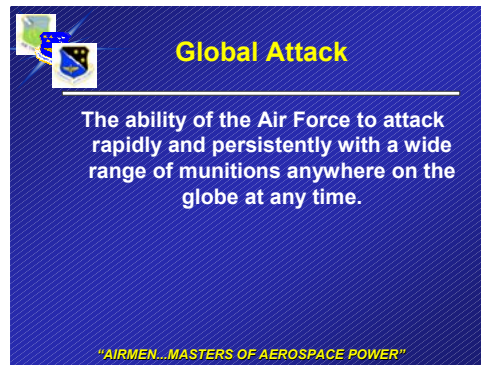 Global Attack
The ability of the Air Force to attack
rapidly and persistently with a wide
range of munitions anywhere on the
globe at any time.
“AIRMEN...MASTERS OF AEROSPACE POWER”